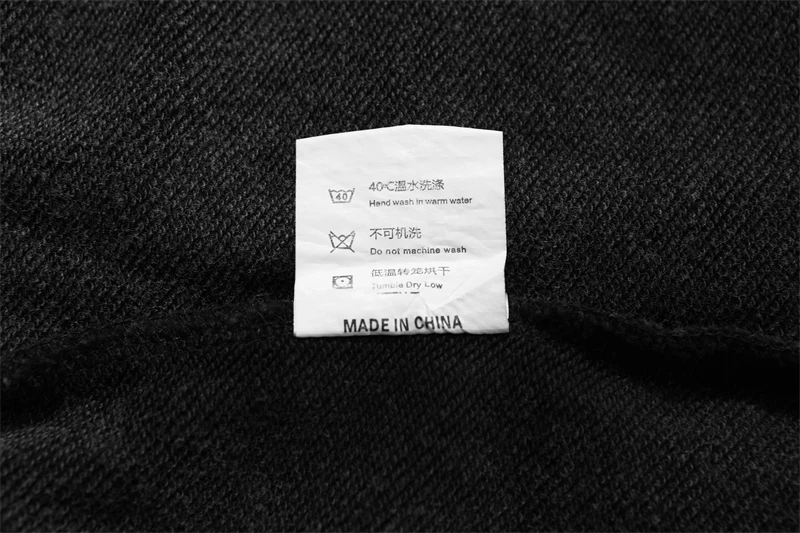 40
40℃温水洗涤
Hand wash in warm water
不可机洗
Do not machine wash
低温转笼烘干
Tumble Dry Low
MADE IN CHINA